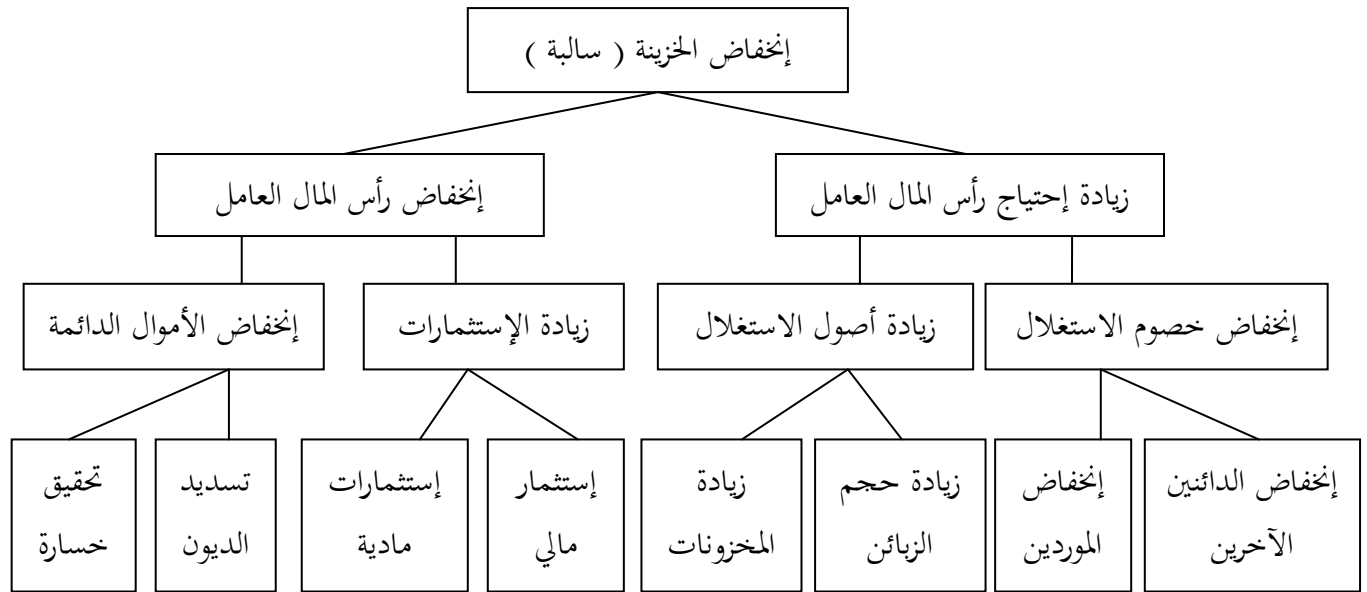 إنخفاض الخزينة ( سالبة )
زيادة إحتياج رأس المال العامل
إنخفاض رأس المال العامل
إنخفاض خصوم الاستغلال
زيادة أصول الاستغلال
زيادة الإستثمارات
إنخفاض الأموال الدائمة
إنخفاض الدائنين
الآخرين
إنخفاض
الموردين
زيادة حجم
الزبائن
زيادة
المخزونات
إستثمار
مالي
إستثمارات
مادية
تسديد
الديون
تحقيق
خسارة